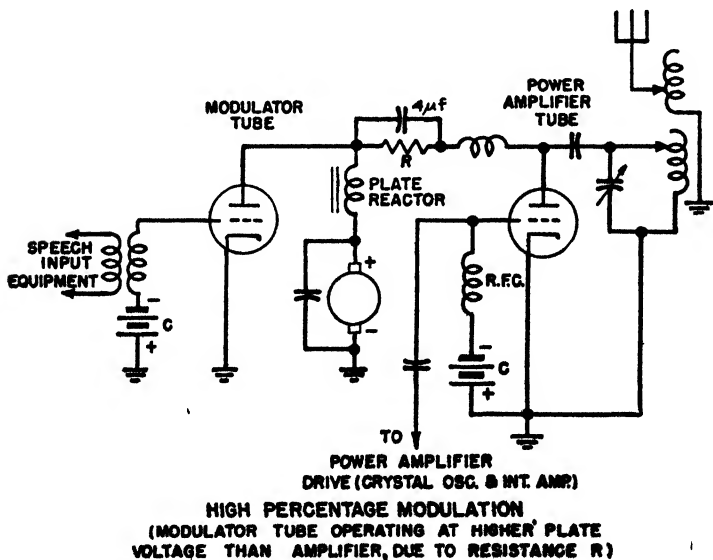 MODULATOR
TUBE
4μf
R
POWER
AMPLIFIER
TUBE
PLATE
REACTOR
SPEECH
INPUT
EQUIPMENT
-
C
+
+
-
R.F.C.
-
C
+
TO
POWER AMPLIFIER
DRIVE (CRYSTAL OSC. & INT. AMP.)
HIGH PERCENTAGE MODULATION
(MODULATOR TUBE OPERATING AT HIGHER PLATE
VOLTAGE THAN AMPLIFIER, DUE TO RESISTANCE R)